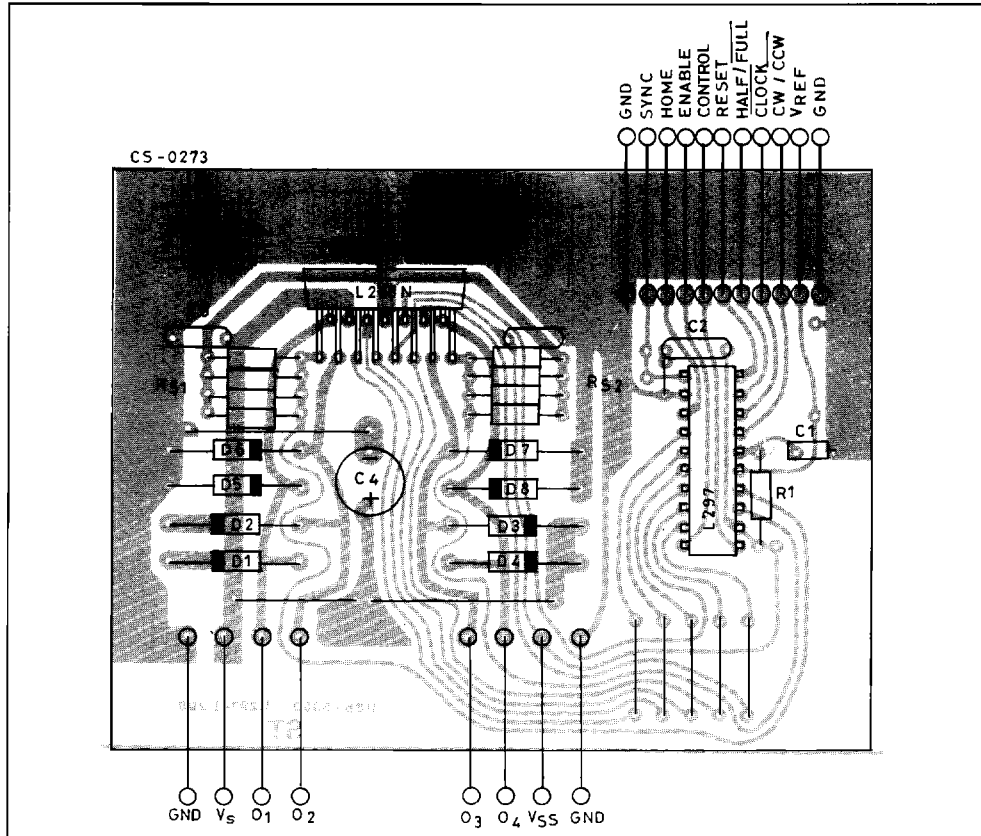 GND
SYNC
HOME
ENABLE
CONTROL
RESET
HALF/FULL
CLOCK
CW/CCW
VREF
GND
CS-0273
C2
RS1
RS2
D6
D7
C1
C4
D5
D8
R1
L297
D2
D3
D1
D4
+
ST
GND
Vs
O1
O2
O3
O4
VSS
GND